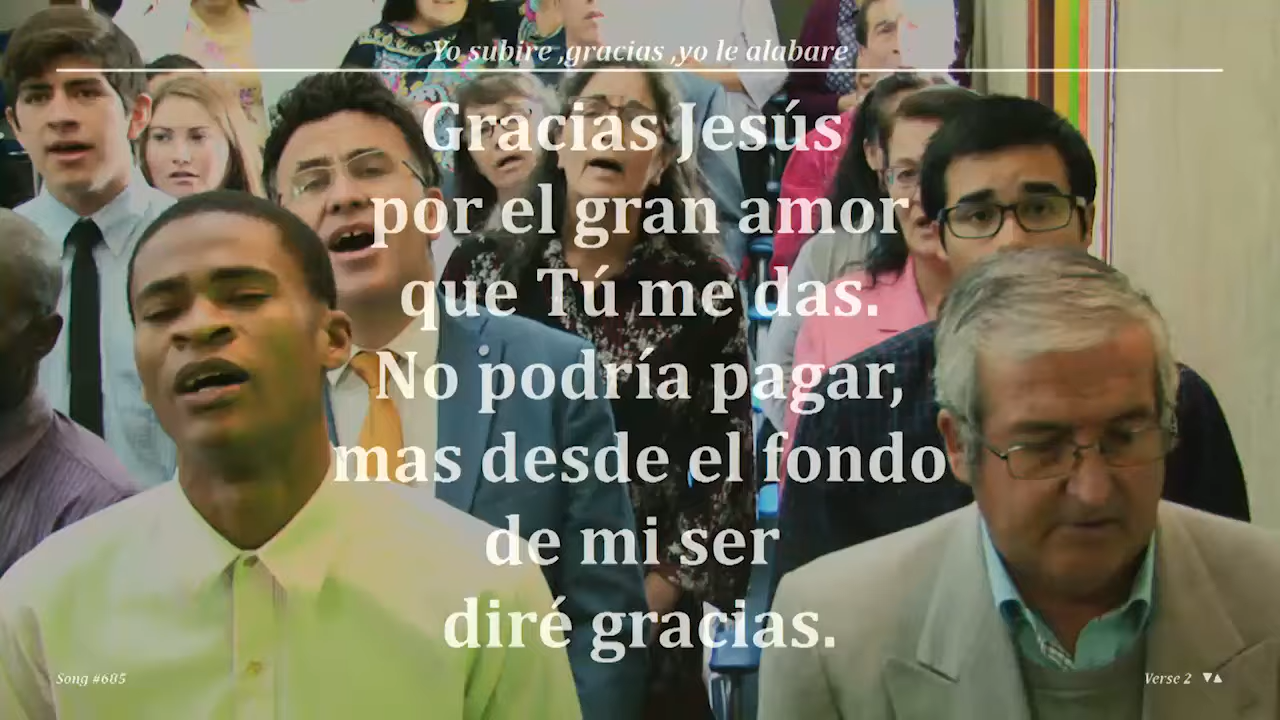 Yo subire ,gracias ,yo le alabare
Gracias Jesús
por el gran amor
que Tú me das.
No podría pagar,
mas desde el fondo
de mi ser
diré gracias.
Song #605
Verse 2 ▼▲